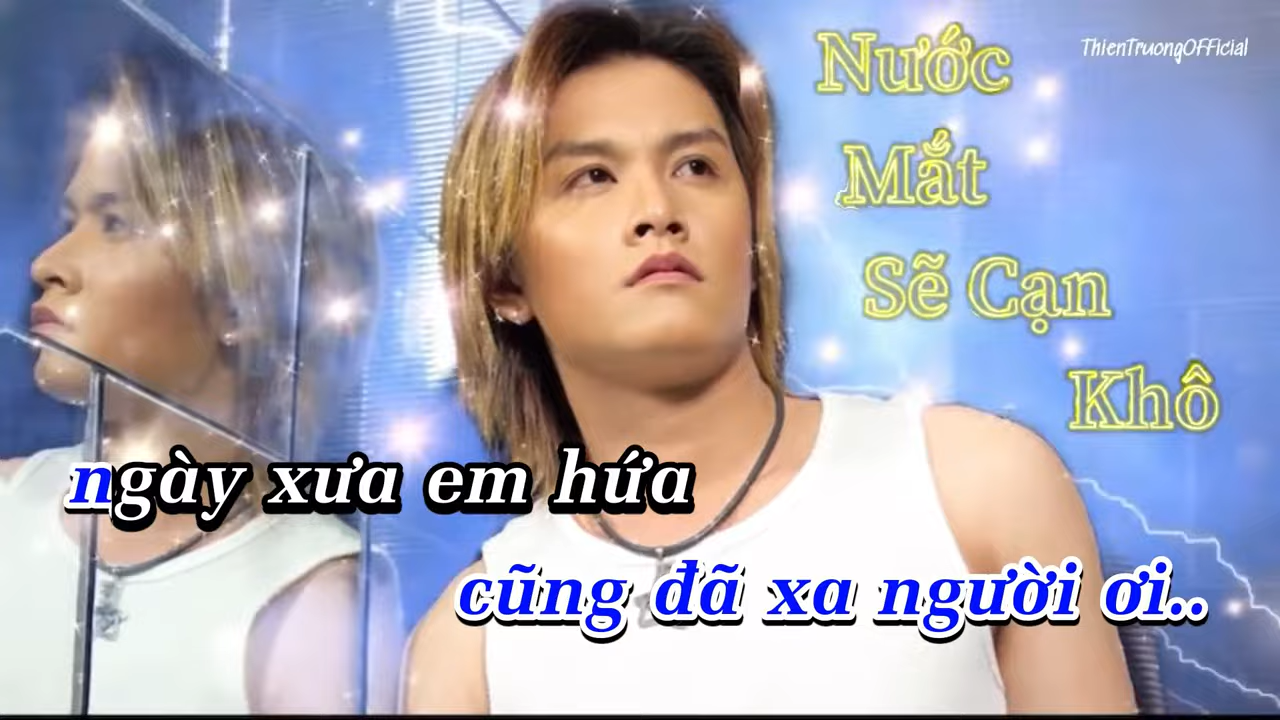 ThienTruongOFFicial
Nước
Mắt
Sẽ Cạn
Khô
ngày xưa em hứa
cũng đã xa người ơi..